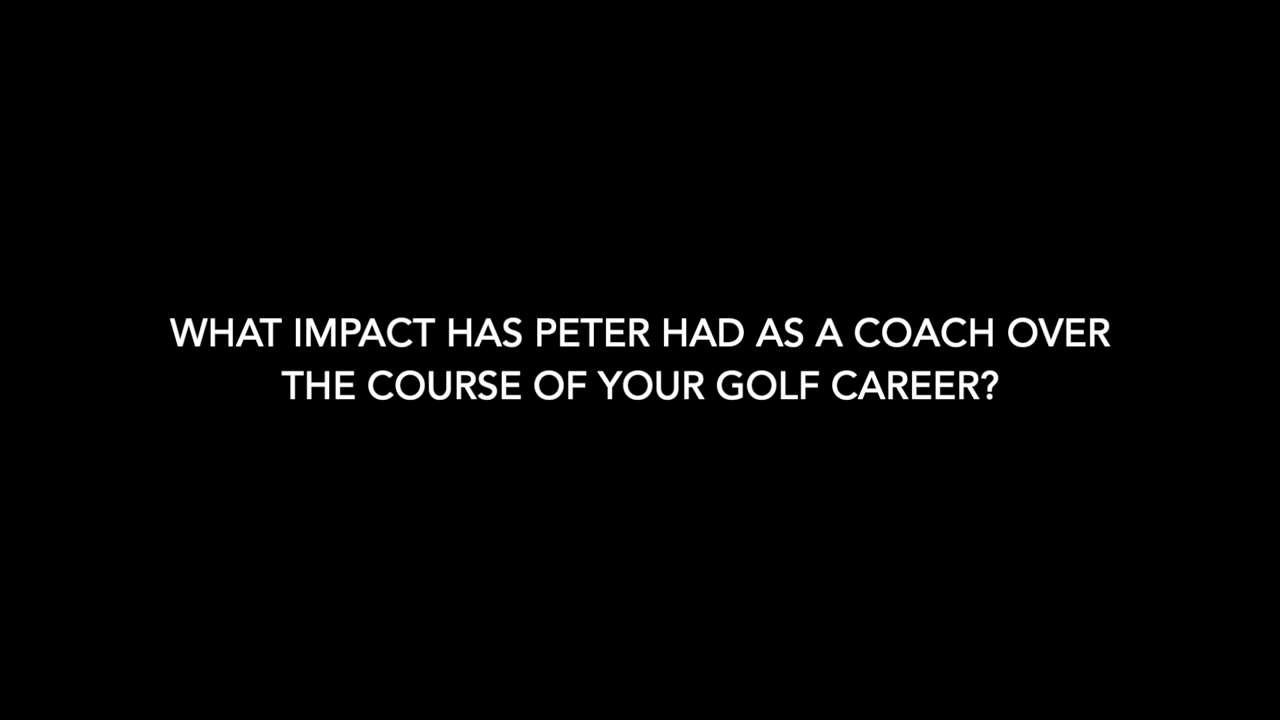 WHAT IMPACT HAS PETER HAD AS A COACH OVER
THE COURSE OF YOUR GOLF CAREER?